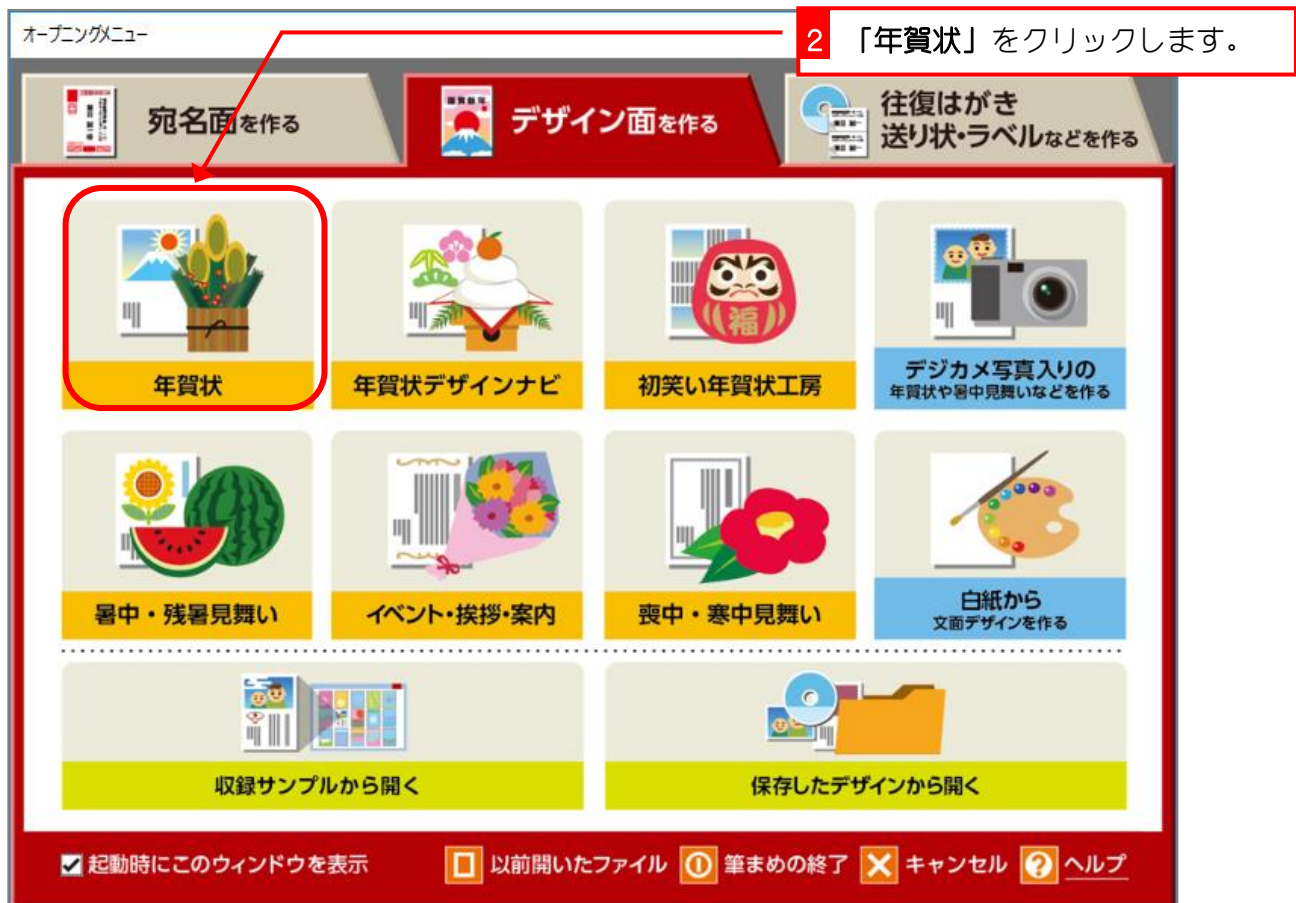 オープニングメニュー
2 「年賀状」をクリックします。
宛名面を作る
デザイン面を作る
往復はがき
送り状・ラベルなどを作る
年賀状
年賀状デザインナビ
福
初笑い年賀状工房
デジカメ写真入りの
年賀状や暑中見舞いなどを作る
暑中・残暑見舞い
イベント・挨拶・案内
喪中・寒中見舞い
白紙から
文面デザインを作る
収録サンプルから開く
保存したデザインから開く
起動時にこのウィンドウを表示
以前開いたファイル
筆まめの終了
キャンセル
ヘルプ